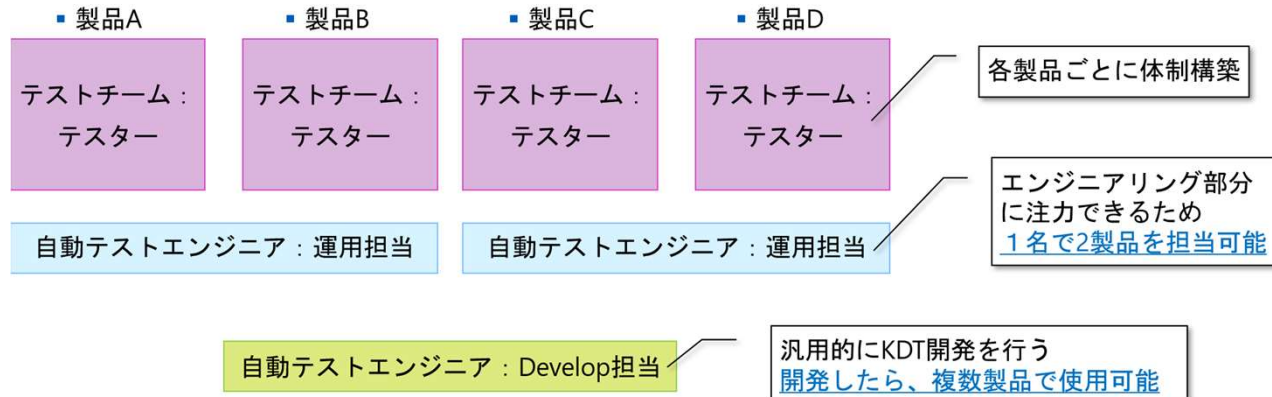 ▪ 製品A
▪ 製品B
▪ 製品C
▪ 製品D
テストチーム：
テスター
テストチーム：
テスター
テストチーム：
テスター
テストチーム：
テスター
各製品ごとに体制構築
エンジニアリング部分
に注力できるため
１名で2製品を担当可能
自動テストエンジニア：運用担当
自動テストエンジニア：運用担当
自動テストエンジニア：Develop担当
汎用的にKDT開発を行う
開発したら、複数製品で使用可能